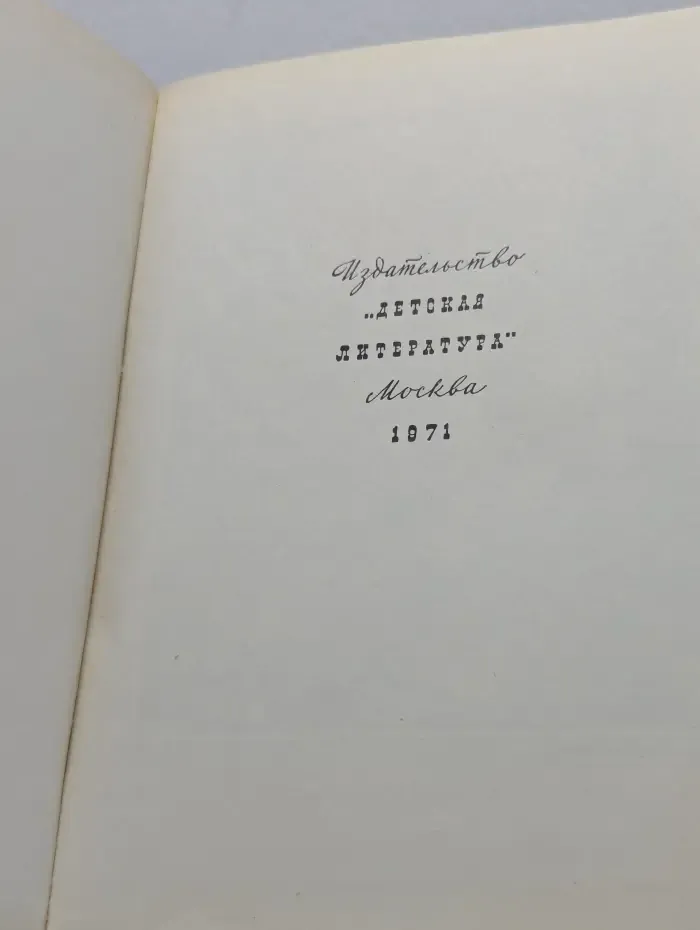 Издательство
„ДЕТСКАЯ
ЛИТЕРАТУРА"
Москва
1971